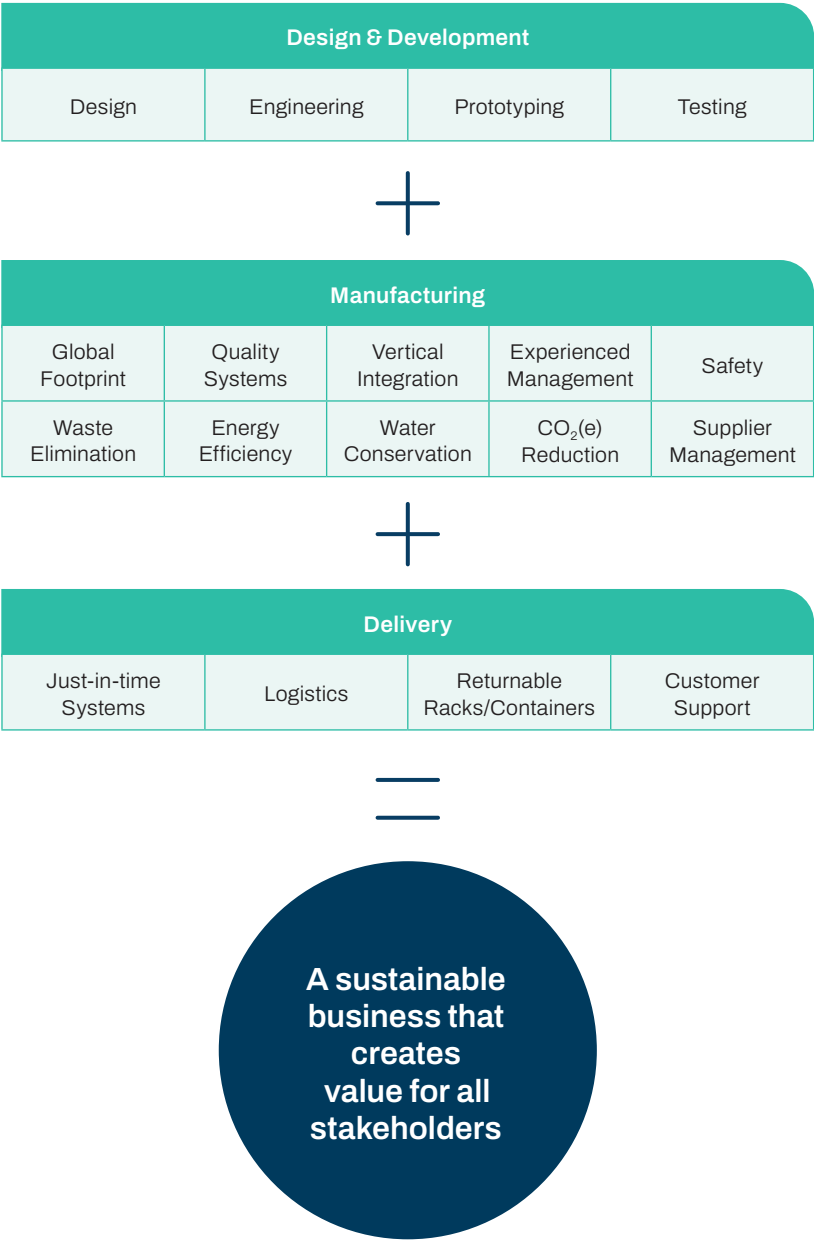 Design & Development
Design
Engineering
Prototyping
Testing
Manufacturing
Global
Footprint
Quality
Systems
Vertical
Integration
Experienced
Management
Safety
Waste
Elimination
Energy
Efficiency
Water
Conservation
CO₂(e)
Reduction
Supplier
Management
Delivery
Just-in-time
Systems
Logistics
Returnable
Racks/Containers
Customer
Support
A sustainable
business that
creates
value for all
stakeholders